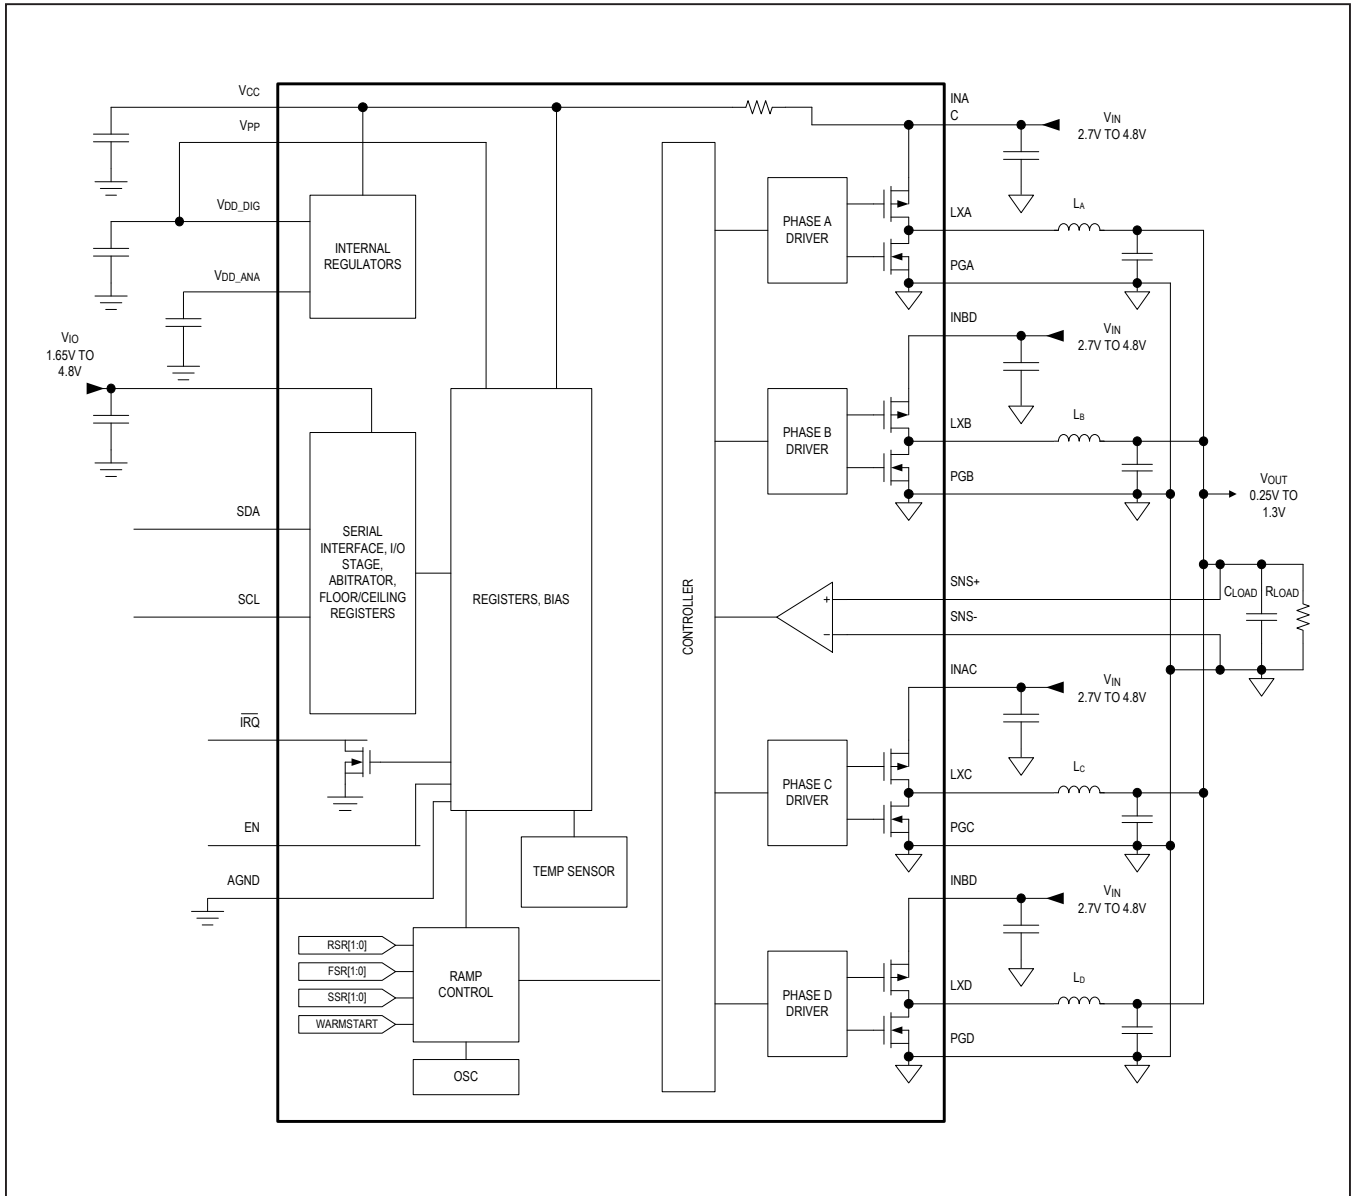 VCC
VPP
VDD_DIG
VDD_ANA
VIO
1.65V TO
4.8V
SDA
SCL
IRQ
EN
AGND
INTERNAL
REGULATORS
SERIAL
INTERFACE, I/O
STAGE,
ABITRATOR,
FLOOR/CEILING
REGISTERS
REGISTERS, BIAS
TEMP SENSOR
RSR[1:0]
FSR[1:0]
SSR[1:0]
WARMSTART
RAMP
CONTROL
OSC
CONTROLLER
PHASE A
DRIVER
PHASE B
DRIVER
+
−
PHASE C
DRIVER
PHASE D
DRIVER
INA
C
VIN
2.7V TO 4.8V
LXA
LA
PGA
INBD
VIN
2.7V TO 4.8V
LXB
LB
PGB
VOUT
0.25V TO
1.3V
SNS+
SNS-
CLOAD
RLOAD
INAC
VIN
2.7V TO 4.8V
LXC
LC
PGC
INBD
VIN
2.7V TO 4.8V
LXD
LD
PGD